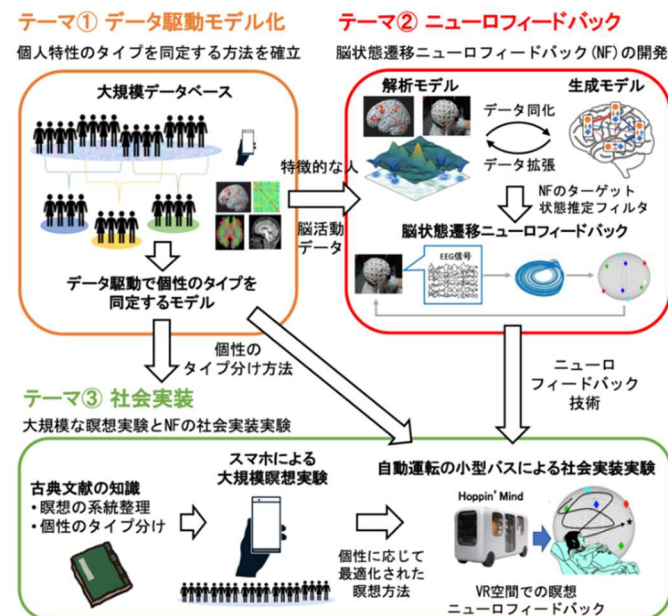 テーマ① データ駆動モデル化
個人特性のタイプを同定する方法を確立
大規模データベース
データ駆動で個性のタイプを
同定するモデル
特徴的な人
脳活動
データ
テーマ② ニューロフィードバック
脳状態遷移ニューロフィードバック(NF)の開発
解析モデル
生成モデル
データ同化
データ拡張
NFのターゲット
状態推定フィルタ
脳状態遷移ニューロフィードバック
EEG信号
個性の
タイプ分け方法
ニューロ
フィードバック
技術
テーマ③ 社会実装
大規模な瞑想実験とNFの社会実装実験
古典文献の知識
・瞑想の系統整理
・個性のタイプ分け
スマホによる
大規模瞑想実験
個性に応じて
最適化された
瞑想方法
自動運転の小型バスによる社会実装実験
Hoppin' Mind
VR空間での瞑想
ニューロフィードバック